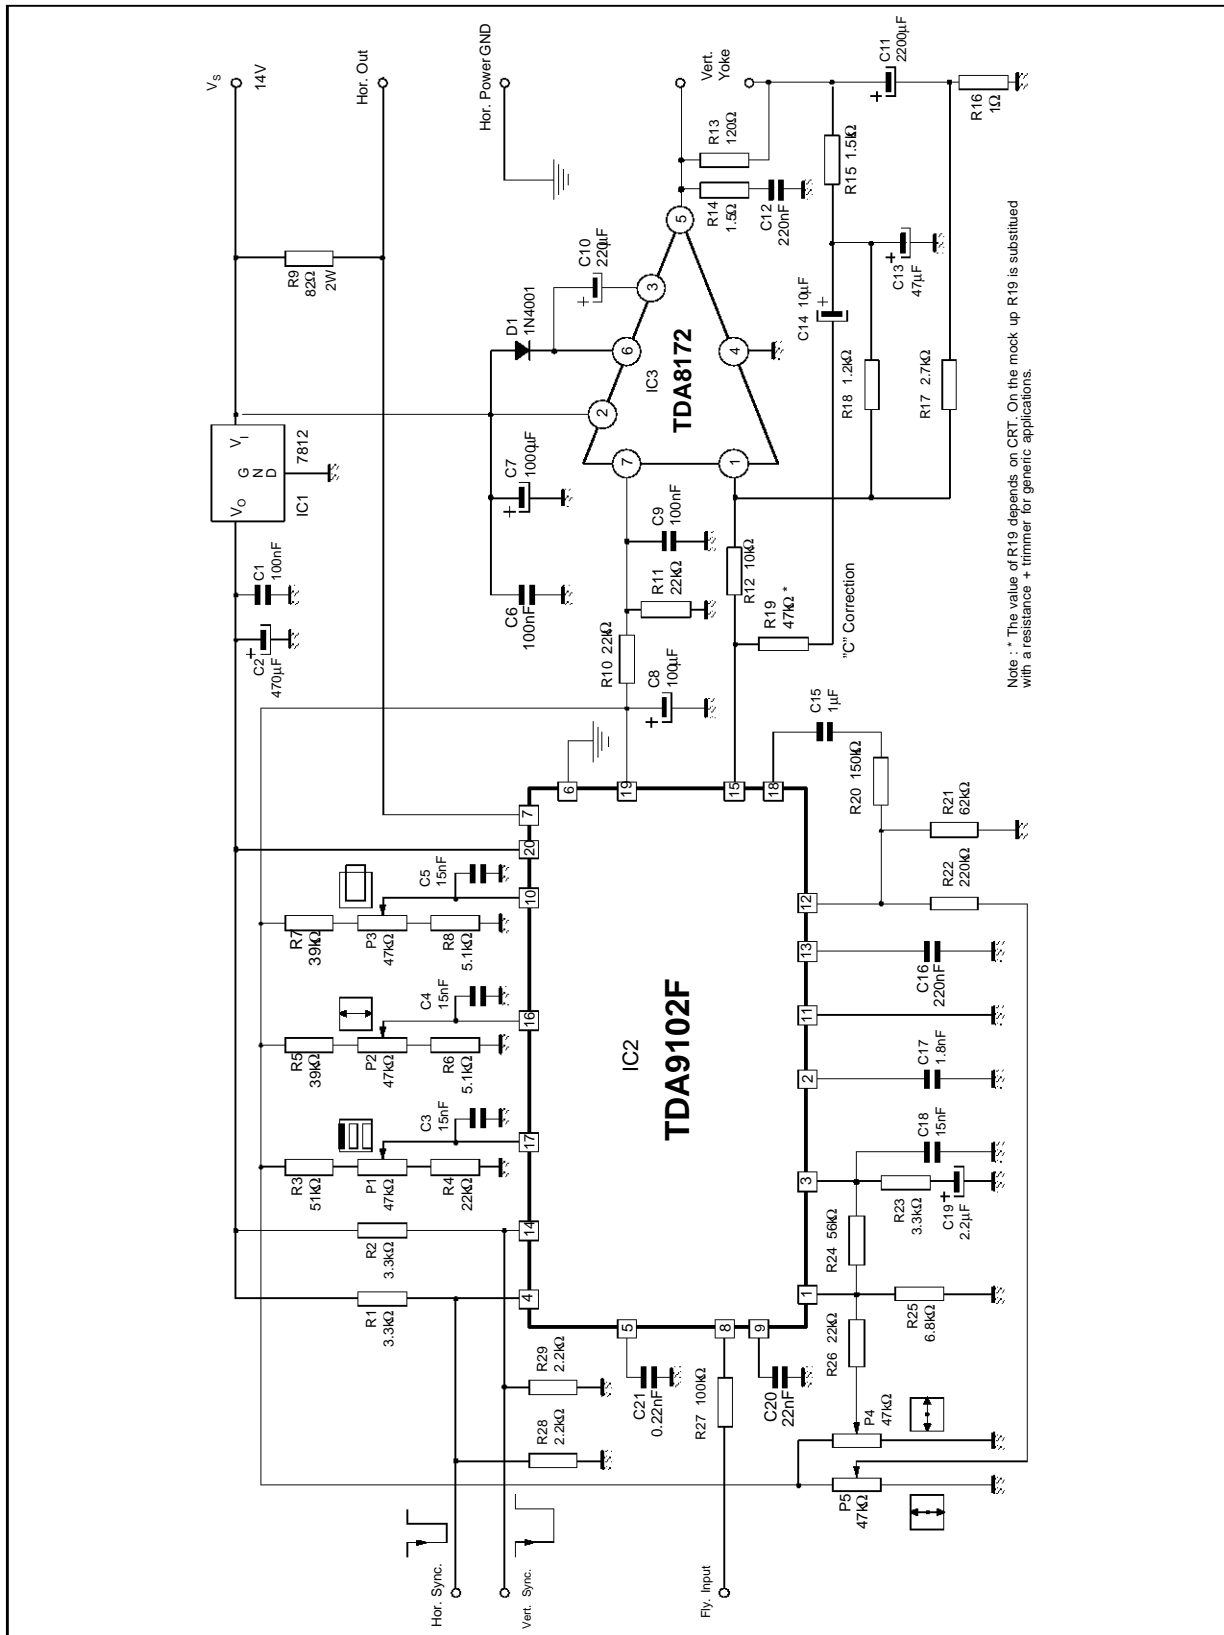 VS
14V
Hor. Out
Hor. Power GND
Vert.
Yoke
C11
2200µF
R16
1Ω
R9
82Ω
2W
R13
120Ω
R14
1.5Ω
C12
220nF
R15 1.5kΩ
C10
220µF
D1
1N4001
C13
47µF
C14 10µF
R18 1.2kΩ
R17 2.7kΩ
VI
G
N
D
VO
7812
IC1
2
6
3
5
7
1
4
IC3
TDA8172
C7
1000µF
C6
100nF
C9
100nF
R11
22kΩ
R10 22kΩ
C8
100µF
R12 10kΩ
R19
47kΩ *
"C" Correction
C1
100nF
C2
470µF
Note : * The value of R19 depends on CRT. On the mock up R19 is substitued
with a resistance + trimmer for generic applications.
C15
1µF
R20 150kΩ
R21
62kΩ
R22
220kΩ
6
19
15
18
7
20
10
16
17
14
4
12
13
11
2
3
1
5
8
9
IC2
TDA9102F
C5
15nF
R7
39kΩ
P3
47kΩ
R8
5.1kΩ
C4
15nF
R5
39kΩ
P2
47kΩ
R6
5.1kΩ
C3
15nF
R3
51kΩ
P1
47kΩ
R4
22kΩ
R2
3.3kΩ
R1
3.3kΩ
C16
220nF
C17
1.8nF
C18
15nF
R23
3.3kΩ
C19
2.2µF
R24 56kΩ
R25
6.8kΩ
R26 22kΩ
R29
2.2kΩ
R28
2.2kΩ
C21
0.22nF
R27 100kΩ
C20
22nF
P4
47kΩ
P5
47kΩ
Hor. Sync.
Vert. Sync.
Fly. Input